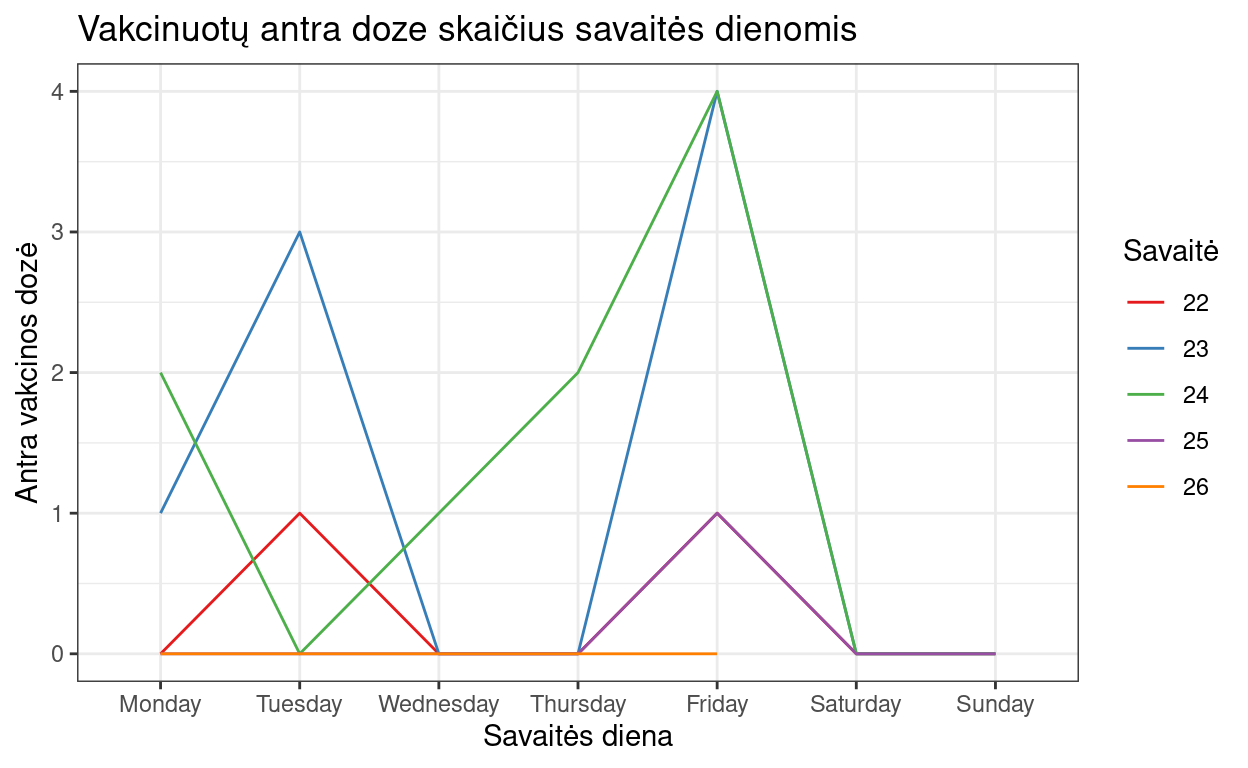 Vakcinuotų antra doze skaičius savaitės dienomis
Antra vakcinos dozė
4
3
2
1
0
Monday Tuesday Wednesday Thursday Friday Saturday Sunday
Savaitės diena
Savaitė
22
23
24
25
26